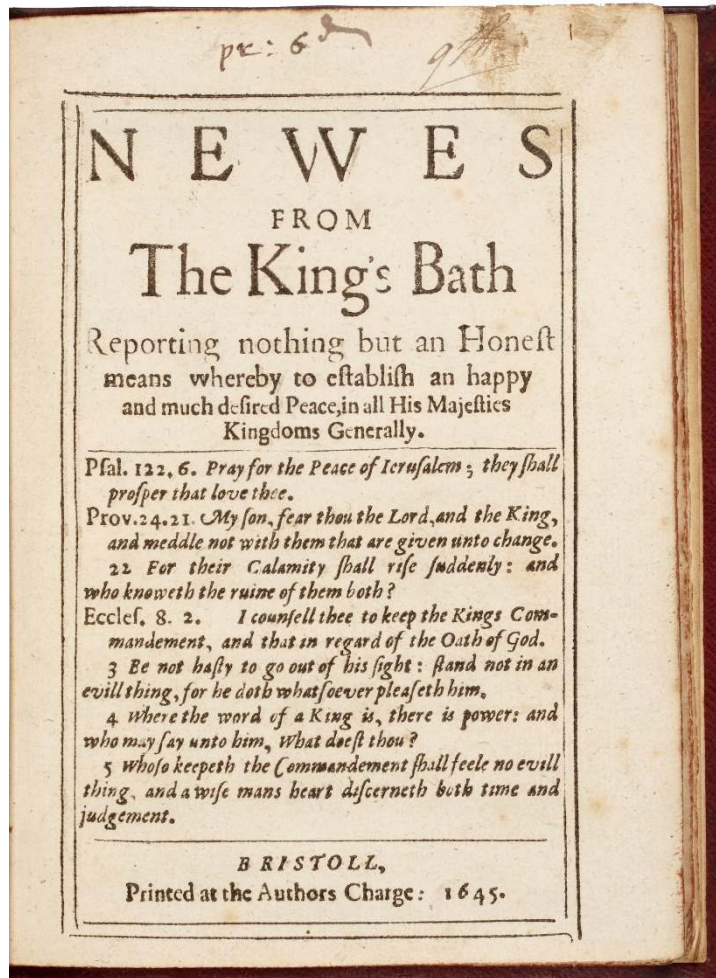 pr: 6d
N E W E S
FROM
The King's Bath
Reporting nothing but an Honeſt
means whereby to eſtabliſh an happy
and much deſired Peace, in all His Majeſties
Kingdoms Generally.
Pſal. 122. 6. Pray for the Peace of Ieruſalem; they ſhall
proſper that love thee.
Prov. 24. 21. My ſon, fear thou the Lord, and the King,
and meddle not with them that are given unto change.
22 For their Calamity ſhall riſe ſuddenly: and
who knoweth the ruine of them both?
Eccleſ. 8. 2. I counſell thee to keep the Kings Com-
mandement, and that in regard of the Oath of God.
3 Be not haſty to go out of his ſight: ſtand not in an
evill thing, for he doth whatſoever pleaſeth him.
4 Where the word of a King is, there is power: and
who may ſay unto him, What doeſt thou?
5 Whoſo keepeth the Commandement ſhall feele no evill
thing, and a wiſe mans heart diſcerneth both time and
judgement.
BRISTOLL,
Printed at the Authors Charge: 1645.